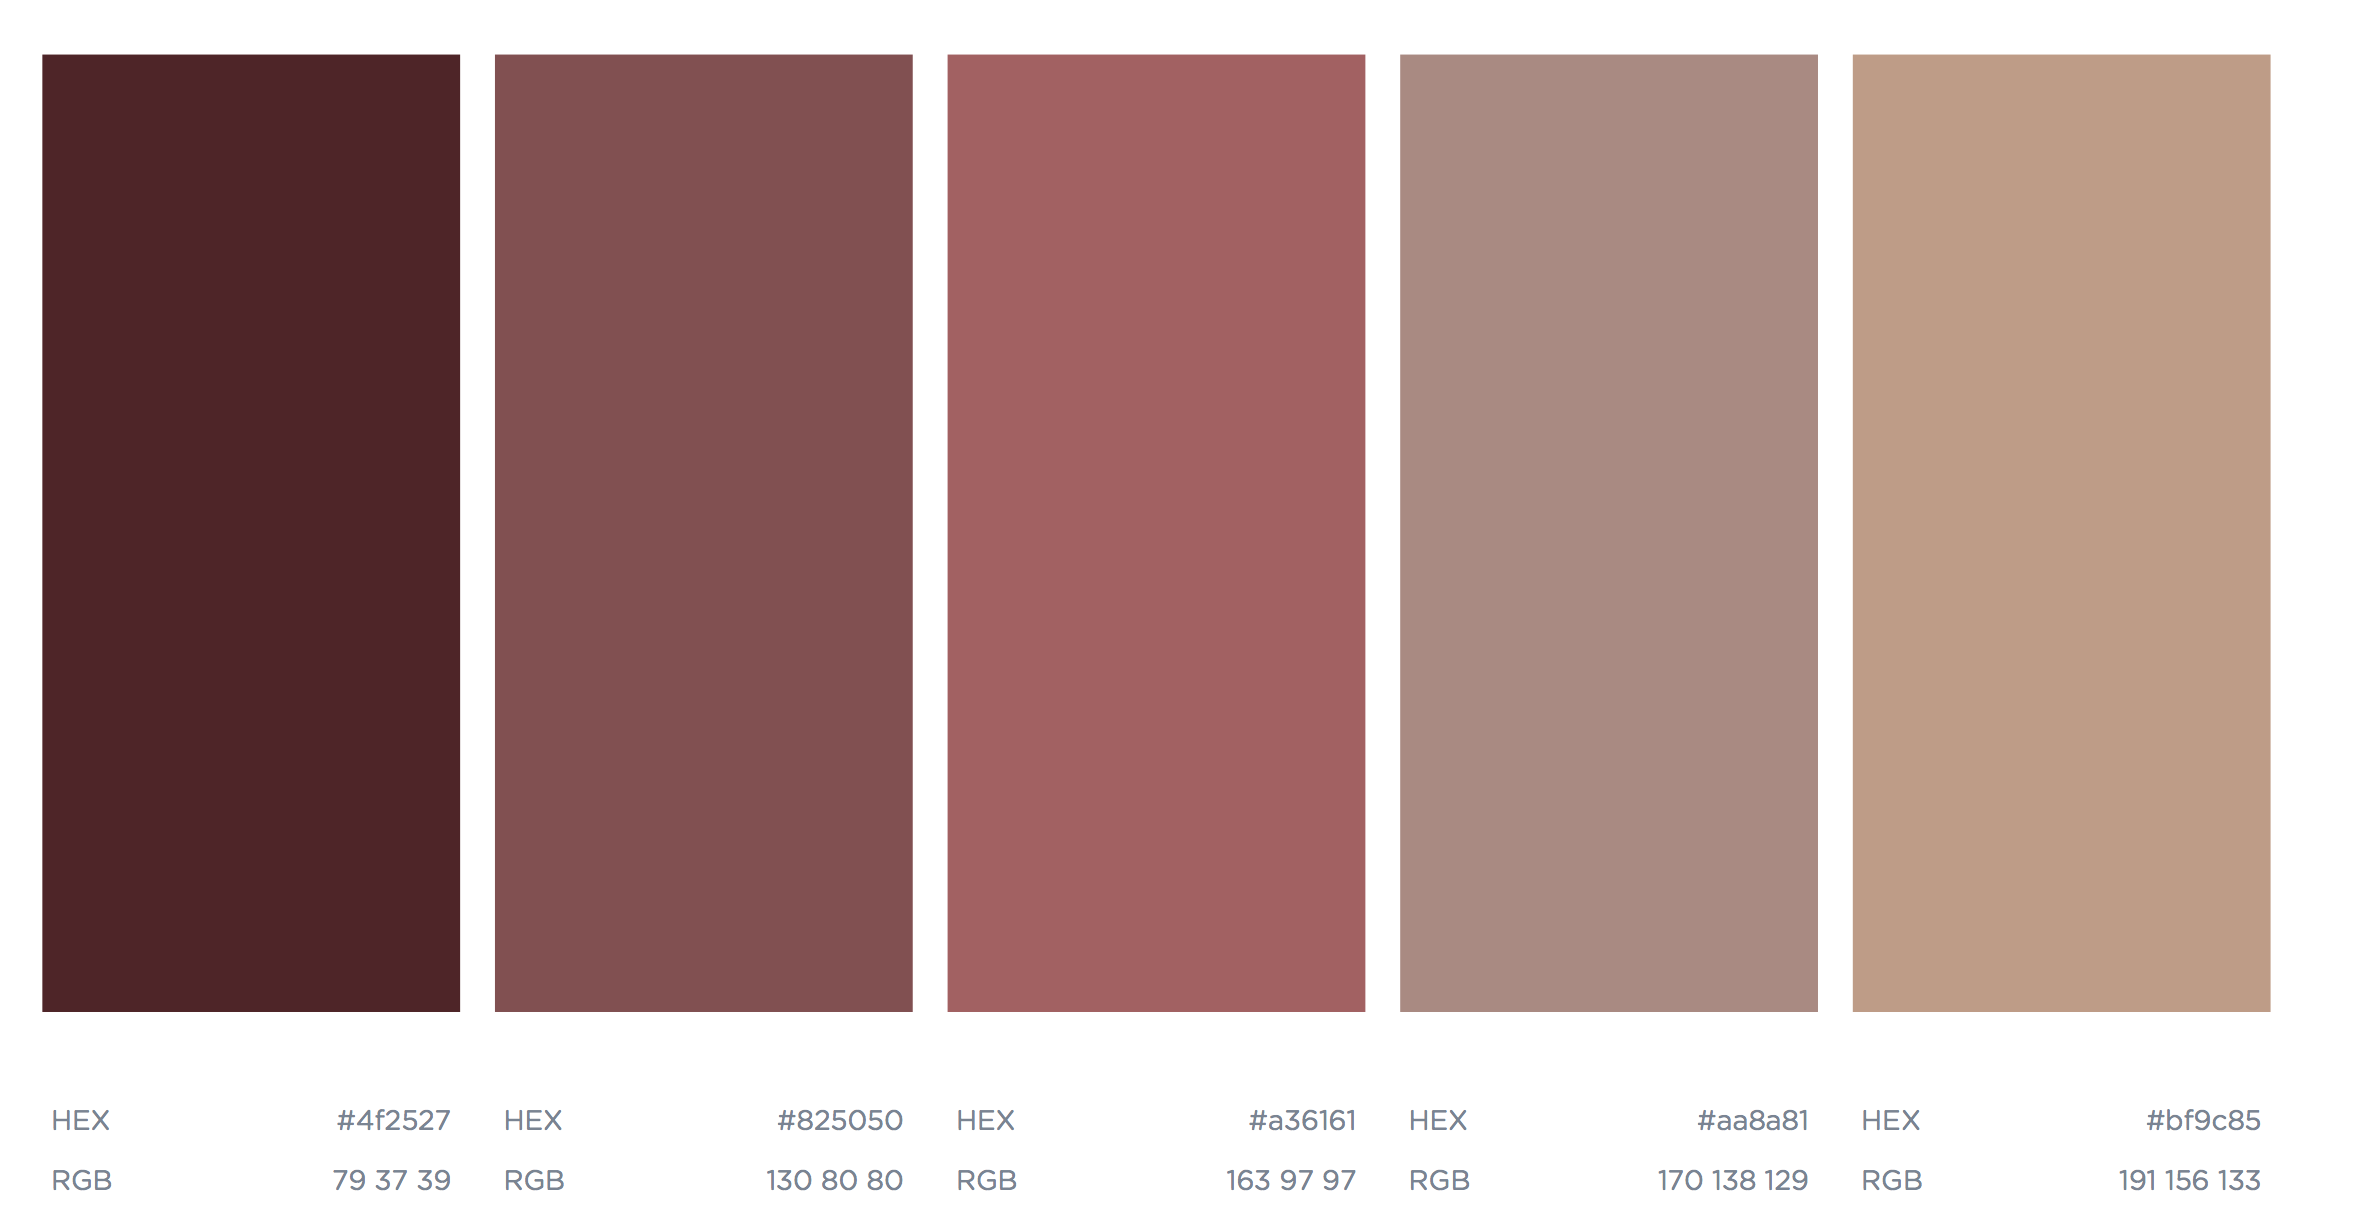 HEX #4f2527
RGB 79 37 39
HEX #825050
RGB 130 80 80
HEX #a36161
RGB 163 97 97
HEX #aa8a81
RGB 170 138 129
HEX #bf9c85
RGB 191 156 133